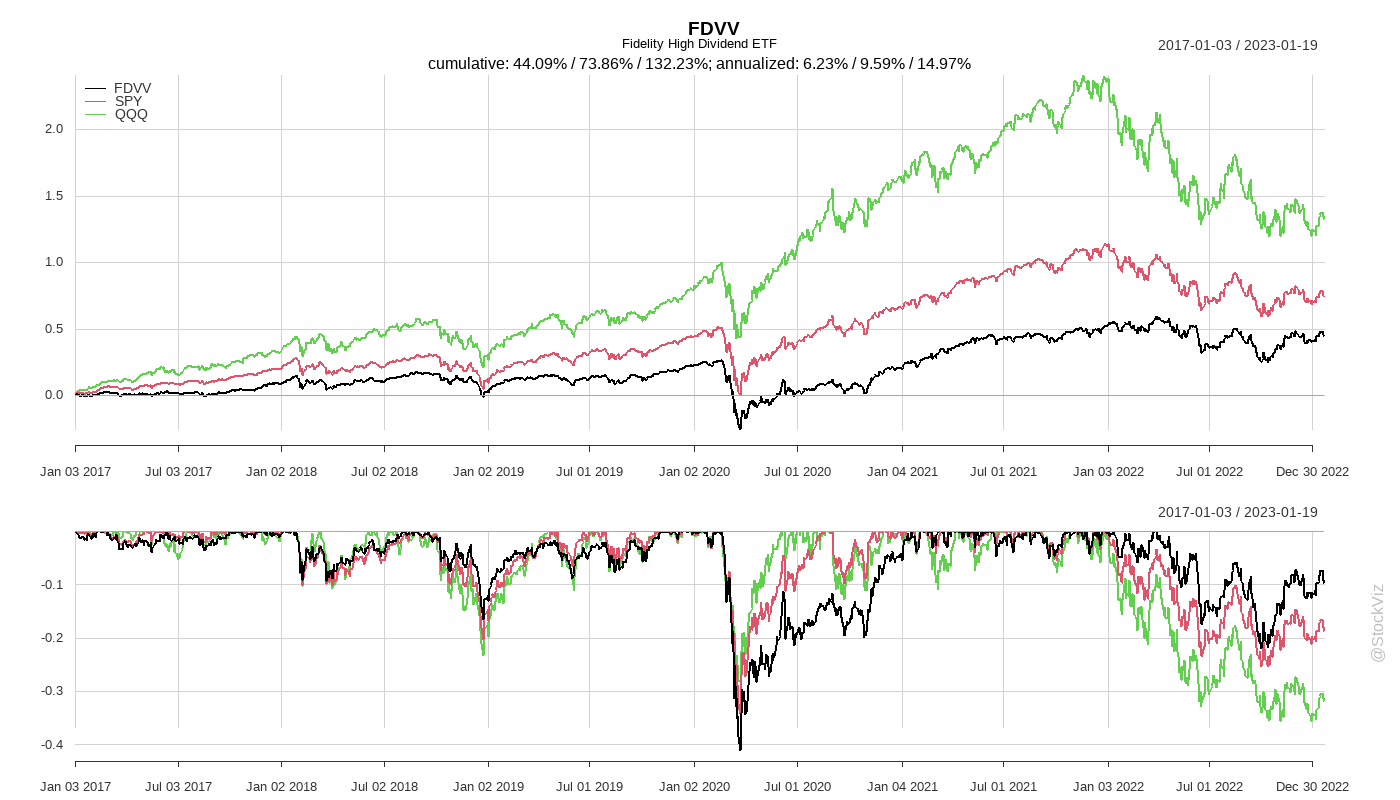 FDVV
Fidelity High Dividend ETF
2017-01-03 / 2023-01-19
cumulative: 44.09% / 73.86% / 132.23%; annualized: 6.23% / 9.59% / 14.97%
FDVV
SPY
QQQ
2.0
1.5
1.0
0.5
0.0
Jan 03 2017 Jul 03 2017 Jan 02 2018 Jul 02 2018 Jan 02 2019 Jul 01 2019 Jan 02 2020 Jul 01 2020 Jan 04 2021 Jul 01 2021 Jan 03 2022 Jul 01 2022 Dec 30 2022
2017-01-03 / 2023-01-19
-0.1
-0.2
-0.3
-0.4
Jan 03 2017 Jul 03 2017 Jan 02 2018 Jul 02 2018 Jan 02 2019 Jul 01 2019 Jan 02 2020 Jul 01 2020 Jan 04 2021 Jul 01 2021 Jan 03 2022 Jul 01 2022 Dec 30 2022
@StockViz